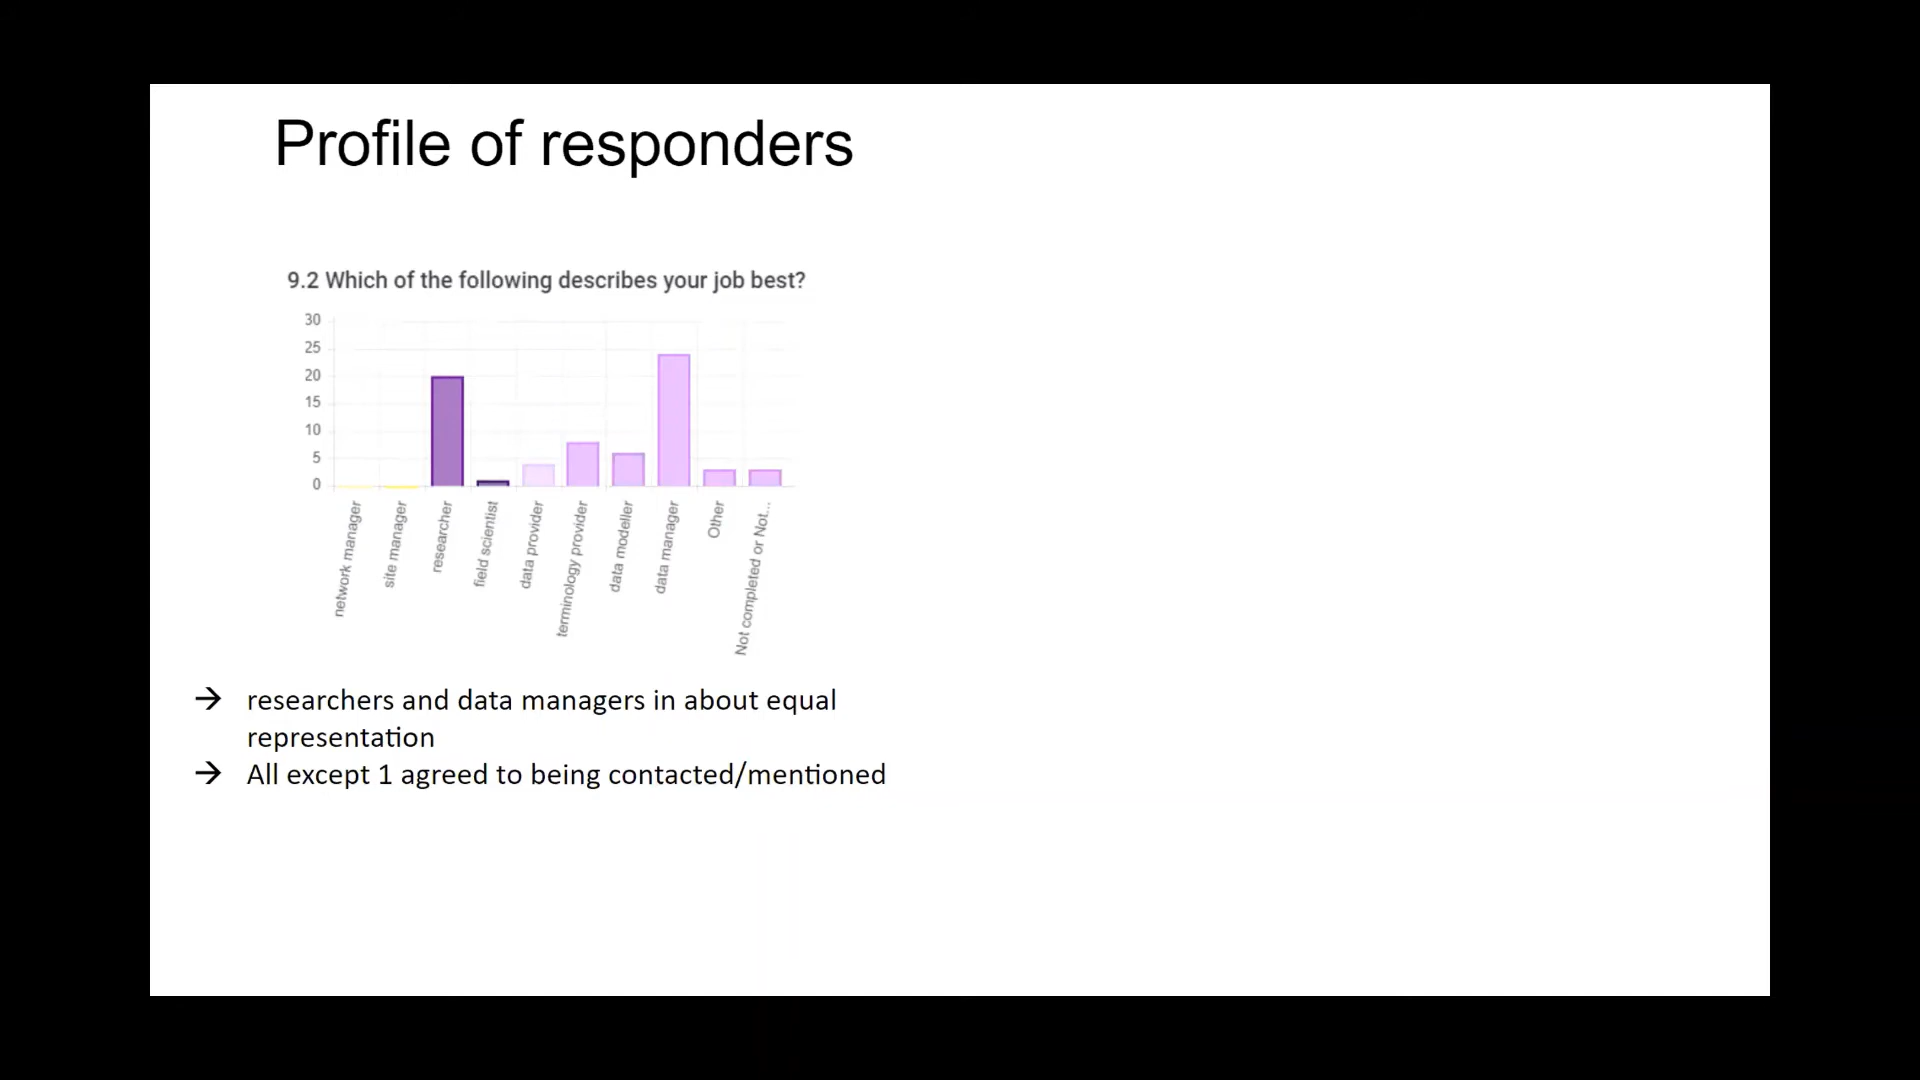 Profile of responders
9.2 Which of the following describes your job best?
30
25
20
15
10
5
0
network manager
site manager
researcher
field scientist
data provider
terminology provider
data modeller
data manager
Other
Not completed or Not...
→ researchers and data managers in about equal
representation
→ All except 1 agreed to being contacted/mentioned